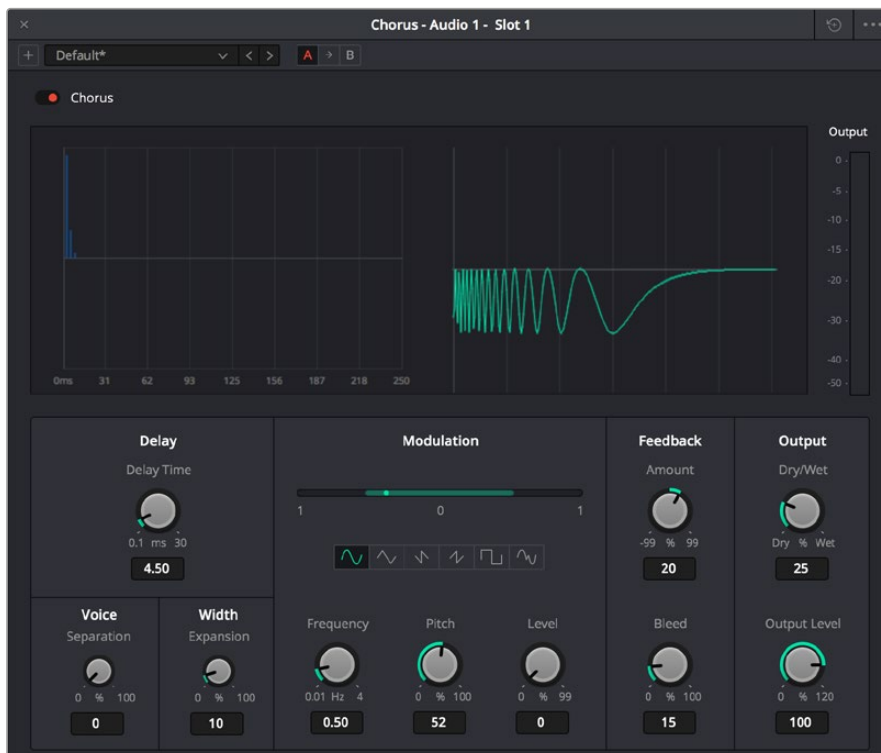 Chorus - Audio 1 - Slot 1
Default*
A
B
Chorus
Output
0
-5
-10
-15
-20
-30
-40
-50
0ms 31 62 93 125 156 187 218 250
Delay
Delay Time
0.1 ms 30
4.50
Voice
Separation
0 % 100
0
Width
Expansion
0 % 100
10
Modulation
1 0 1
Frequency
0.01 Hz 4
0.50
Pitch
0 % 100
52
Level
0 % 99
0
Feedback
Amount
-99 % 99
20
Bleed
0 % 100
15
Output
Dry/Wet
Dry % Wet
25
Output Level
0 % 120
100